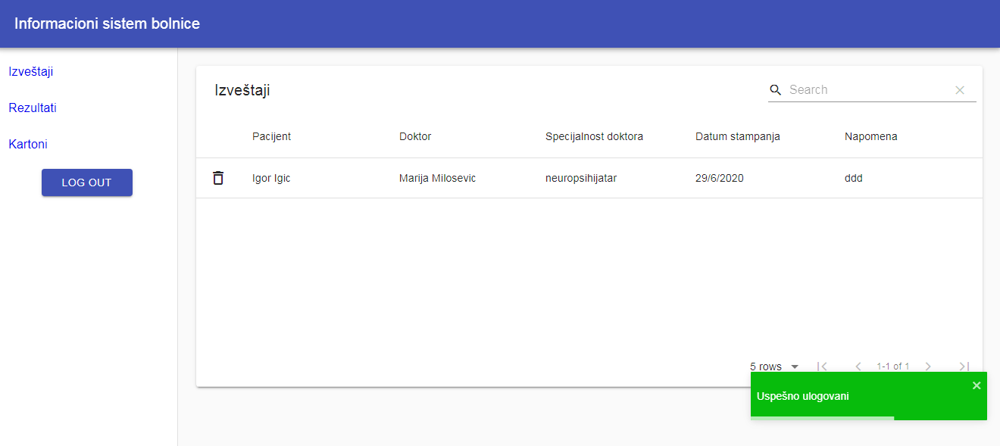 Informacioni sistem bolnice
Izveštaji
Rezultati
Kartoni
LOG OUT
Izveštaji
Search
Pacijent Doktor Specijalnost doktora Datum stampanja Napomena
Igor Igic Marija Milosevic neuropsihijatar 29/6/2020 ddd
5 rows 1-1 of 1
Uspešno ulogovani